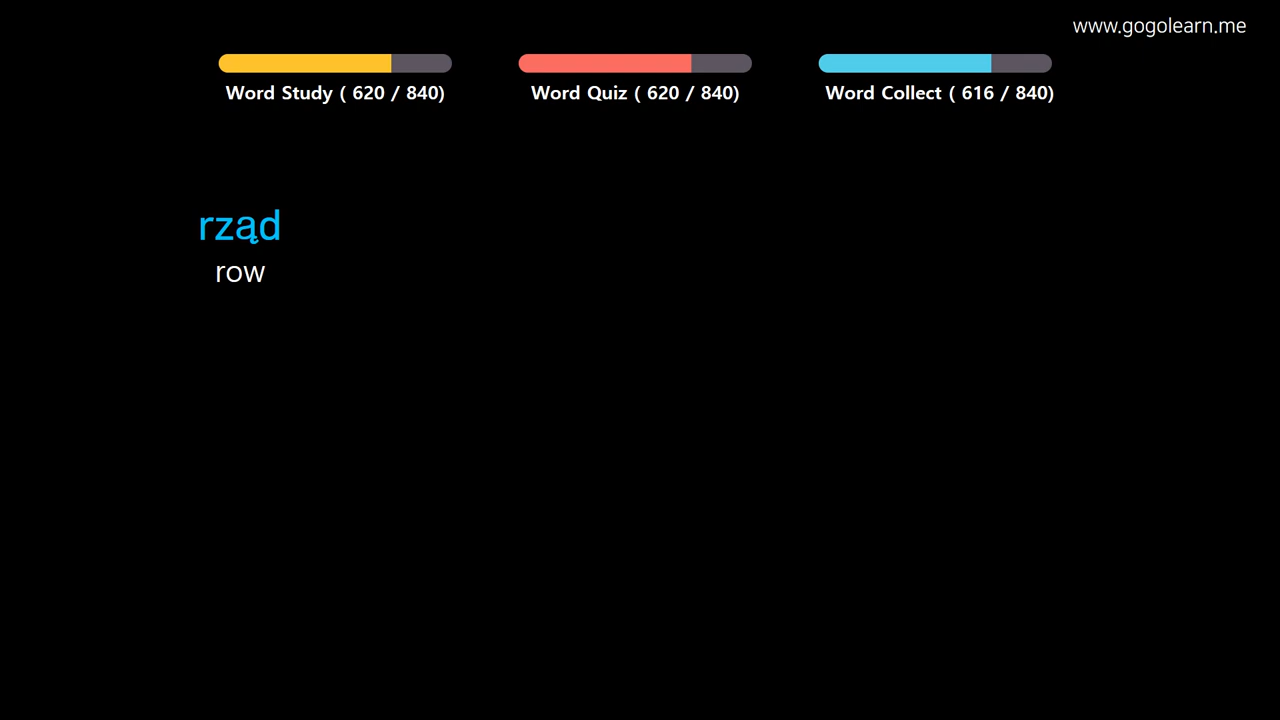 www.gogolearn.me
Word Study ( 620 / 840)
Word Quiz ( 620 / 840)
Word Collect ( 616 / 840)
rząd
row